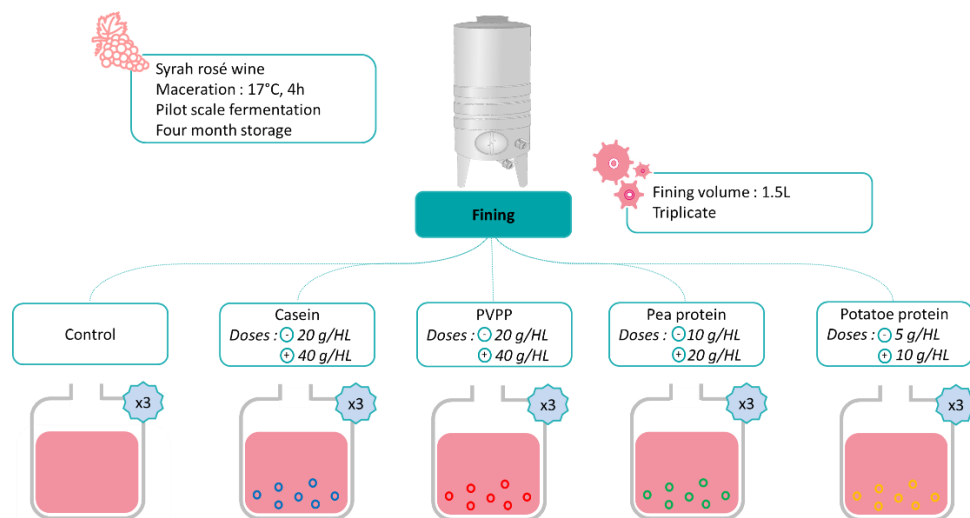 Syrah rosé wine
Maceration : 17°C, 4h
Pilot scale fermentation
Four month storage
Fining volume : 1.5L
Triplicate
Fining
Control
Casein
Doses : - 20 g/HL
+ 40 g/HL
PVPP
Doses : - 20 g/HL
+ 40 g/HL
Pea protein
Doses : - 10 g/HL
+ 20 g/HL
Potatoe protein
Doses : - 5 g/HL
+ 10 g/HL
x3
x3
x3
x3
x3